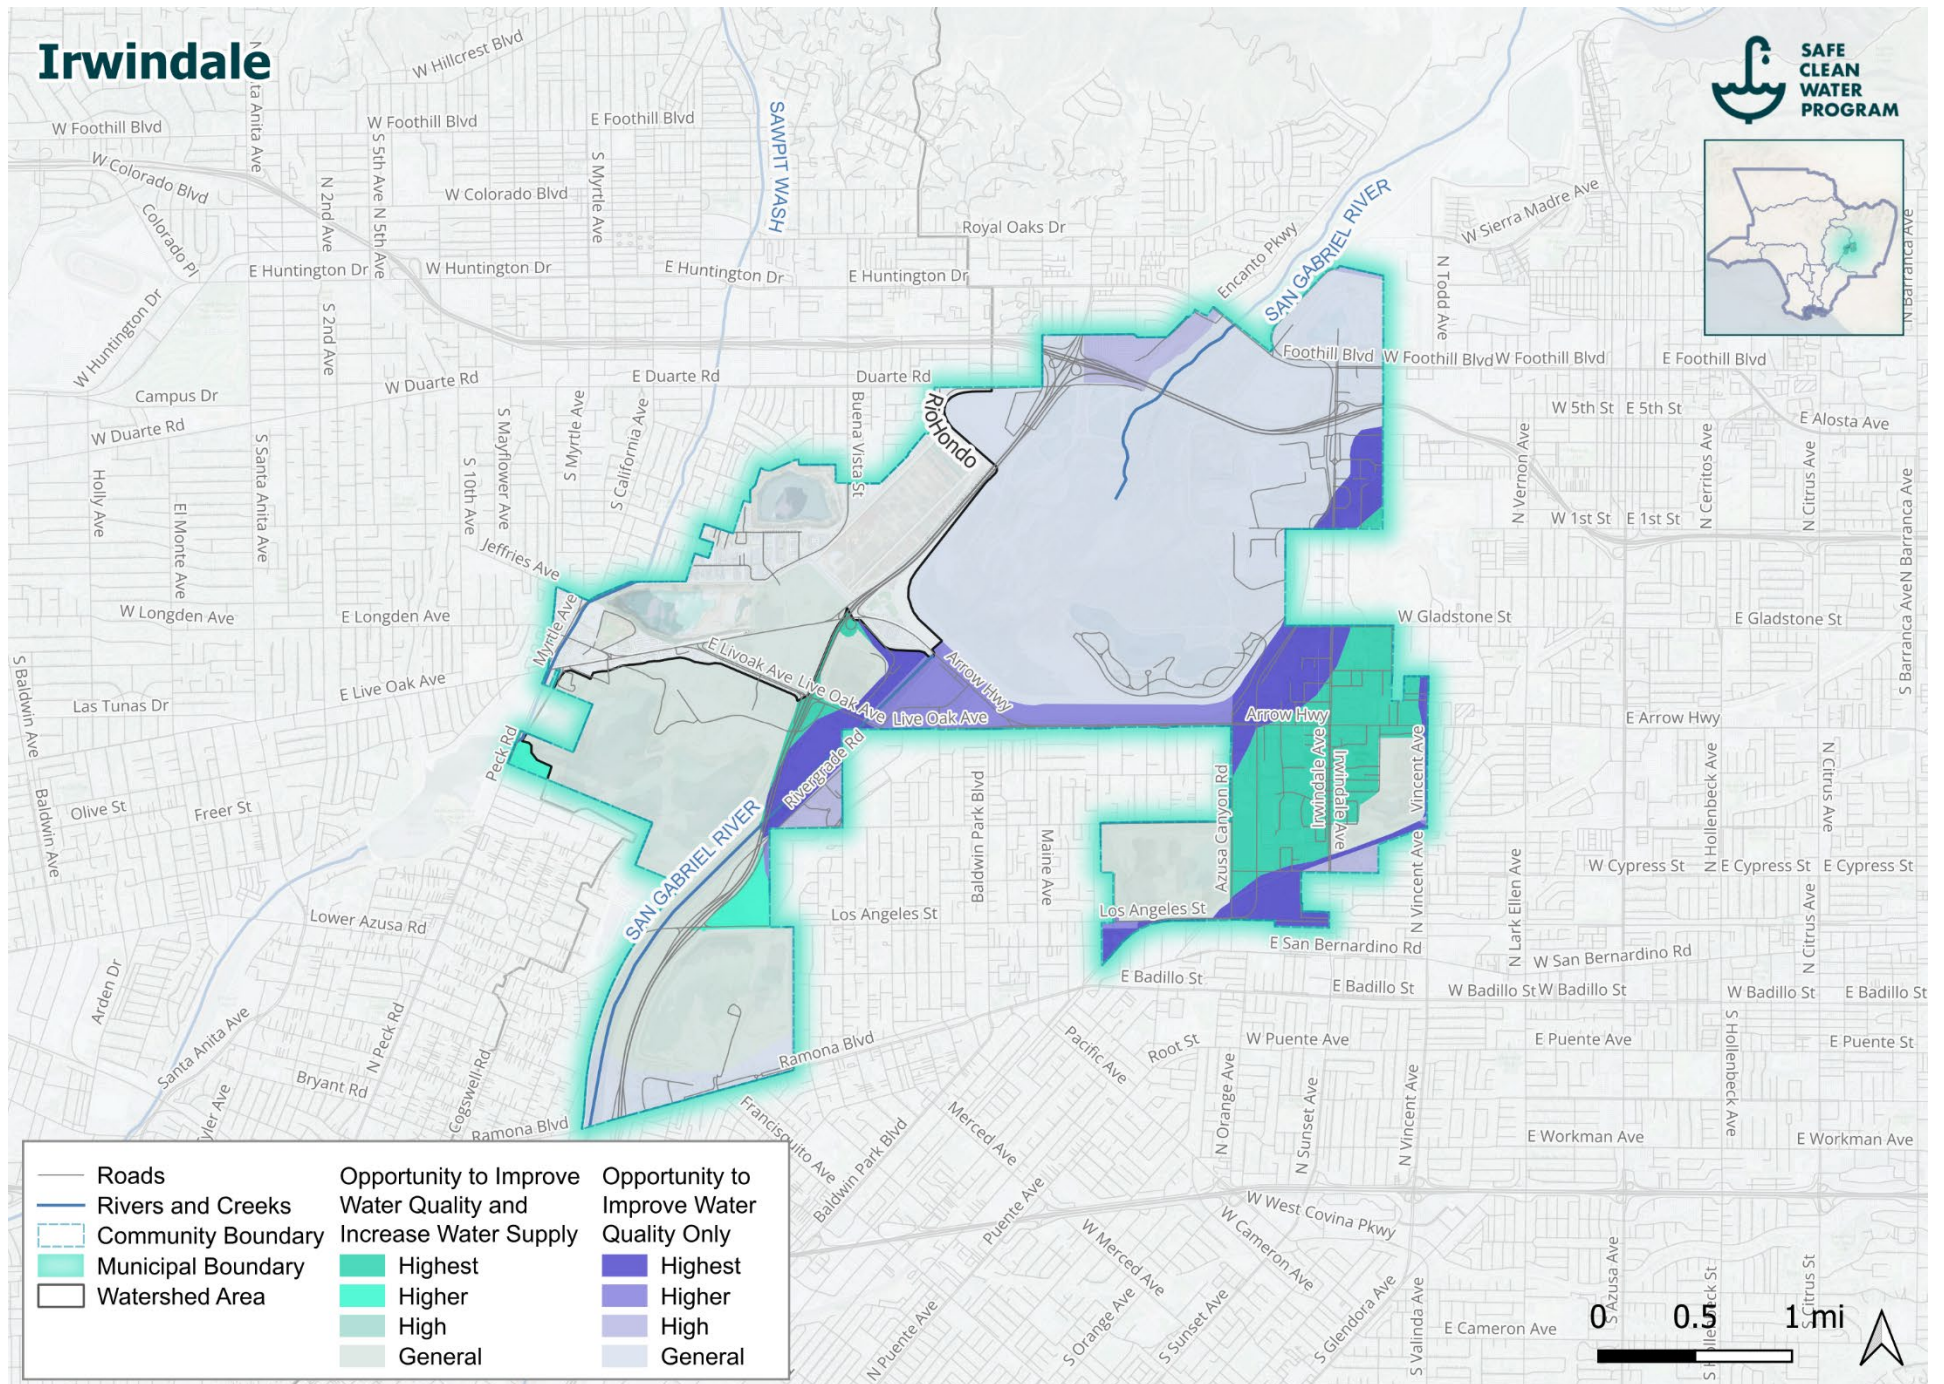 Irwindale
SAFE
CLEAN
WATER
PROGRAM
W Hillcrest Blvd
ta Anita Ave
W Foothill Blvd
W Foothill Blvd
E Foothill Blvd
SAWPIT WASH
W Colorado Blvd
Colorado Pl
N 2nd Ave
S 5th Ave
N 5th Ave
W Colorado Blvd
S Myrtle Ave
Royal Oaks Dr
Encanto Pkwy
SAN GABRIEL RIVER
W Sierra Madre Ave
N Barranca Ave
E Huntington Dr
W Huntington Dr
E Huntington Dr
E Huntington Dr
W Huntington Dr
S 2nd Ave
N Todd Ave
Foothill Blvd
W Foothill Blvd
W Foothill Blvd
E Foothill Blvd
Campus Dr
W Duarte Rd
E Duarte Rd
Duarte Rd
RioHondo
W 5th St
E 5th St
E Alosta Ave
W Duarte Rd
S Santa Anita Ave
S Mayflower Ave
S Myrtle Ave
S California Ave
Buena Vista St
Holly Ave
El Monte Ave
S 10th Ave
N Vernon Ave
N Cerritos Ave
N Citrus Ave
W 1st St
E 1st St
Jeffries Ave
S Barranca Ave
N Barranca Ave
W Longden Ave
E Longden Ave
Myrtle Ave
W Gladstone St
E Gladstone St
S Baldwin Ave
E Live Oak Ave
E Livoak Ave
Live Oak Ave
Arrow Hwy
Las Tunas Dr
Live Oak Ave
Arrow Hwy
E Arrow Hwy
Peck Rd
Rivergrade Rd
Baldwin Ave
Olive St
Freer St
Baldwin Park Blvd
Maine Ave
Azusa Canyon Rd
Irwindale Ave
Irwindale Ave
Vincent Ave
N Hollenbeck Ave
N Citrus Ave
W Cypress St
E Cypress St
E Cypress St
SAN GABRIEL RIVER
Lower Azusa Rd
Los Angeles St
Los Angeles St
N Vincent Ave
N Lark Ellen Ave
N Citrus Ave
E San Bernardino Rd
W San Bernardino Rd
Arden Dr
E Badillo St
E Badillo St
W Badillo St
W Badillo St
W Badillo St
E Badillo St
Santa Anita Ave
N Peck Rd
Cogswell-Rd
Ramona Blvd
Pacific Ave
Root St
W Puente Ave
E Puente Ave
E Puente St
S Hollenbeck Ave
Bryant Rd
yler Ave
Ramona Blvd
Francisquito Ave
Baldwin Park Blvd
Merced Ave
N Orange Ave
N Sunset Ave
N Vincent Ave
E Workman Ave
E Workman Ave
Puente Ave
W Merced Ave
W West Covina Pkwy
W Cameron Ave
S Azusa Ave
S Hollenbeck St
S Citrus St
N Puente Ave
S Orange Ave
S Sunset Ave
S Glendora Ave
S Valinda Ave
E Cameron Ave
Roads
Rivers and Creeks
Community Boundary
Municipal Boundary
Watershed Area
Opportunity to Improve
Water Quality and
Increase Water Supply
Highest
Higher
High
General
Opportunity to
Improve Water
Quality Only
Highest
Higher
High
General
0 0.5 1 mi